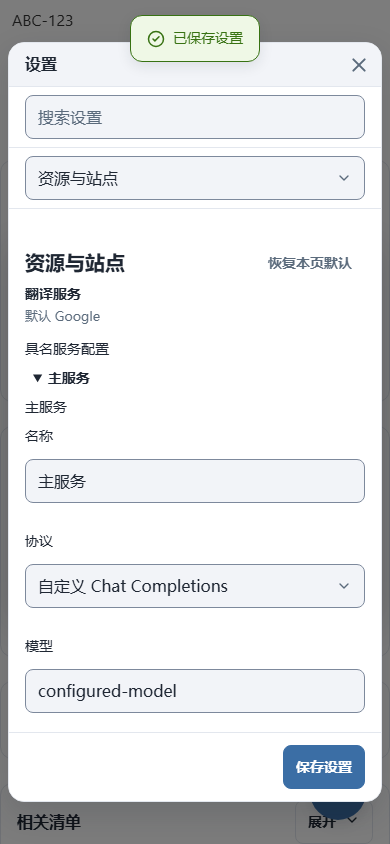 ABC-123
已保存设置
设置
搜索设置
资源与站点
资源与站点
恢复本页默认
翻译服务
默认 Google
具名服务配置
▼ 主服务
主服务
名称
主服务
协议
自定义 Chat Completions
模型
configured-model
保存设置
相关清单
展开